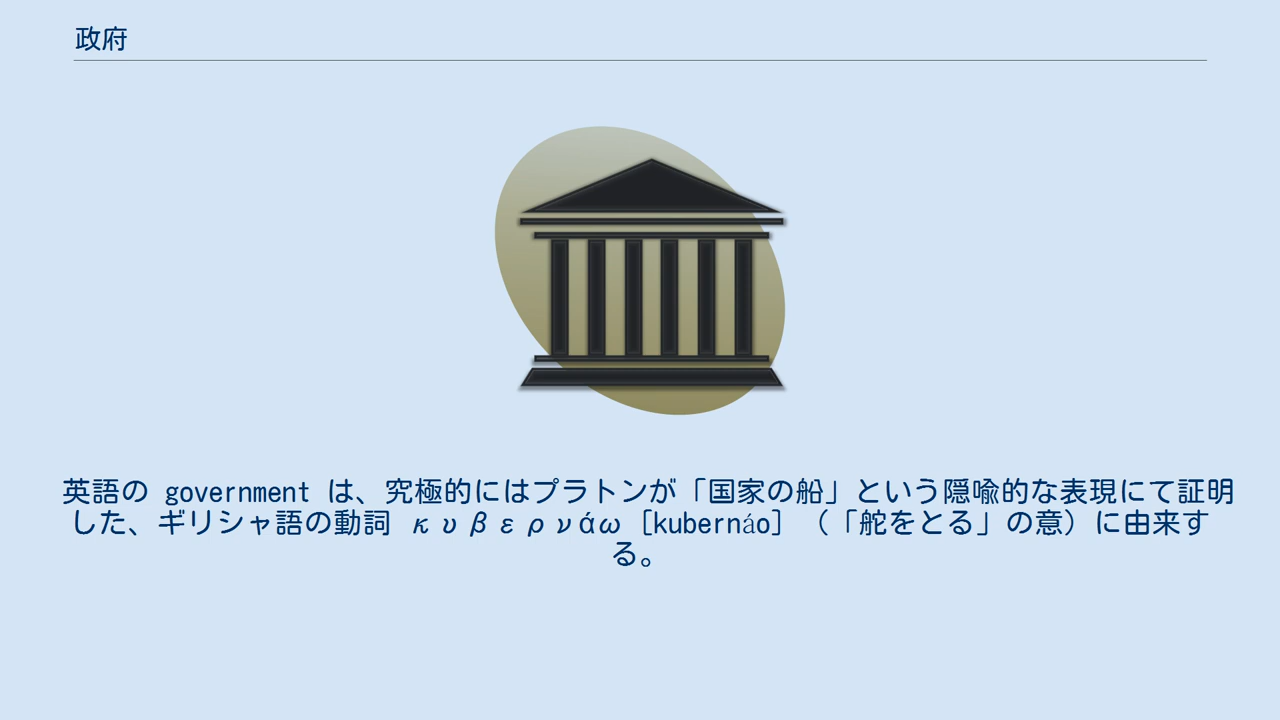 政府
英語の government は、究極的にはプラトンが「国家の船」という隠喩的な表現にて証明
した、ギリシャ語の動詞 κυβερνάω［kubernáo］（「舵をとる」の意）に由来す
る。